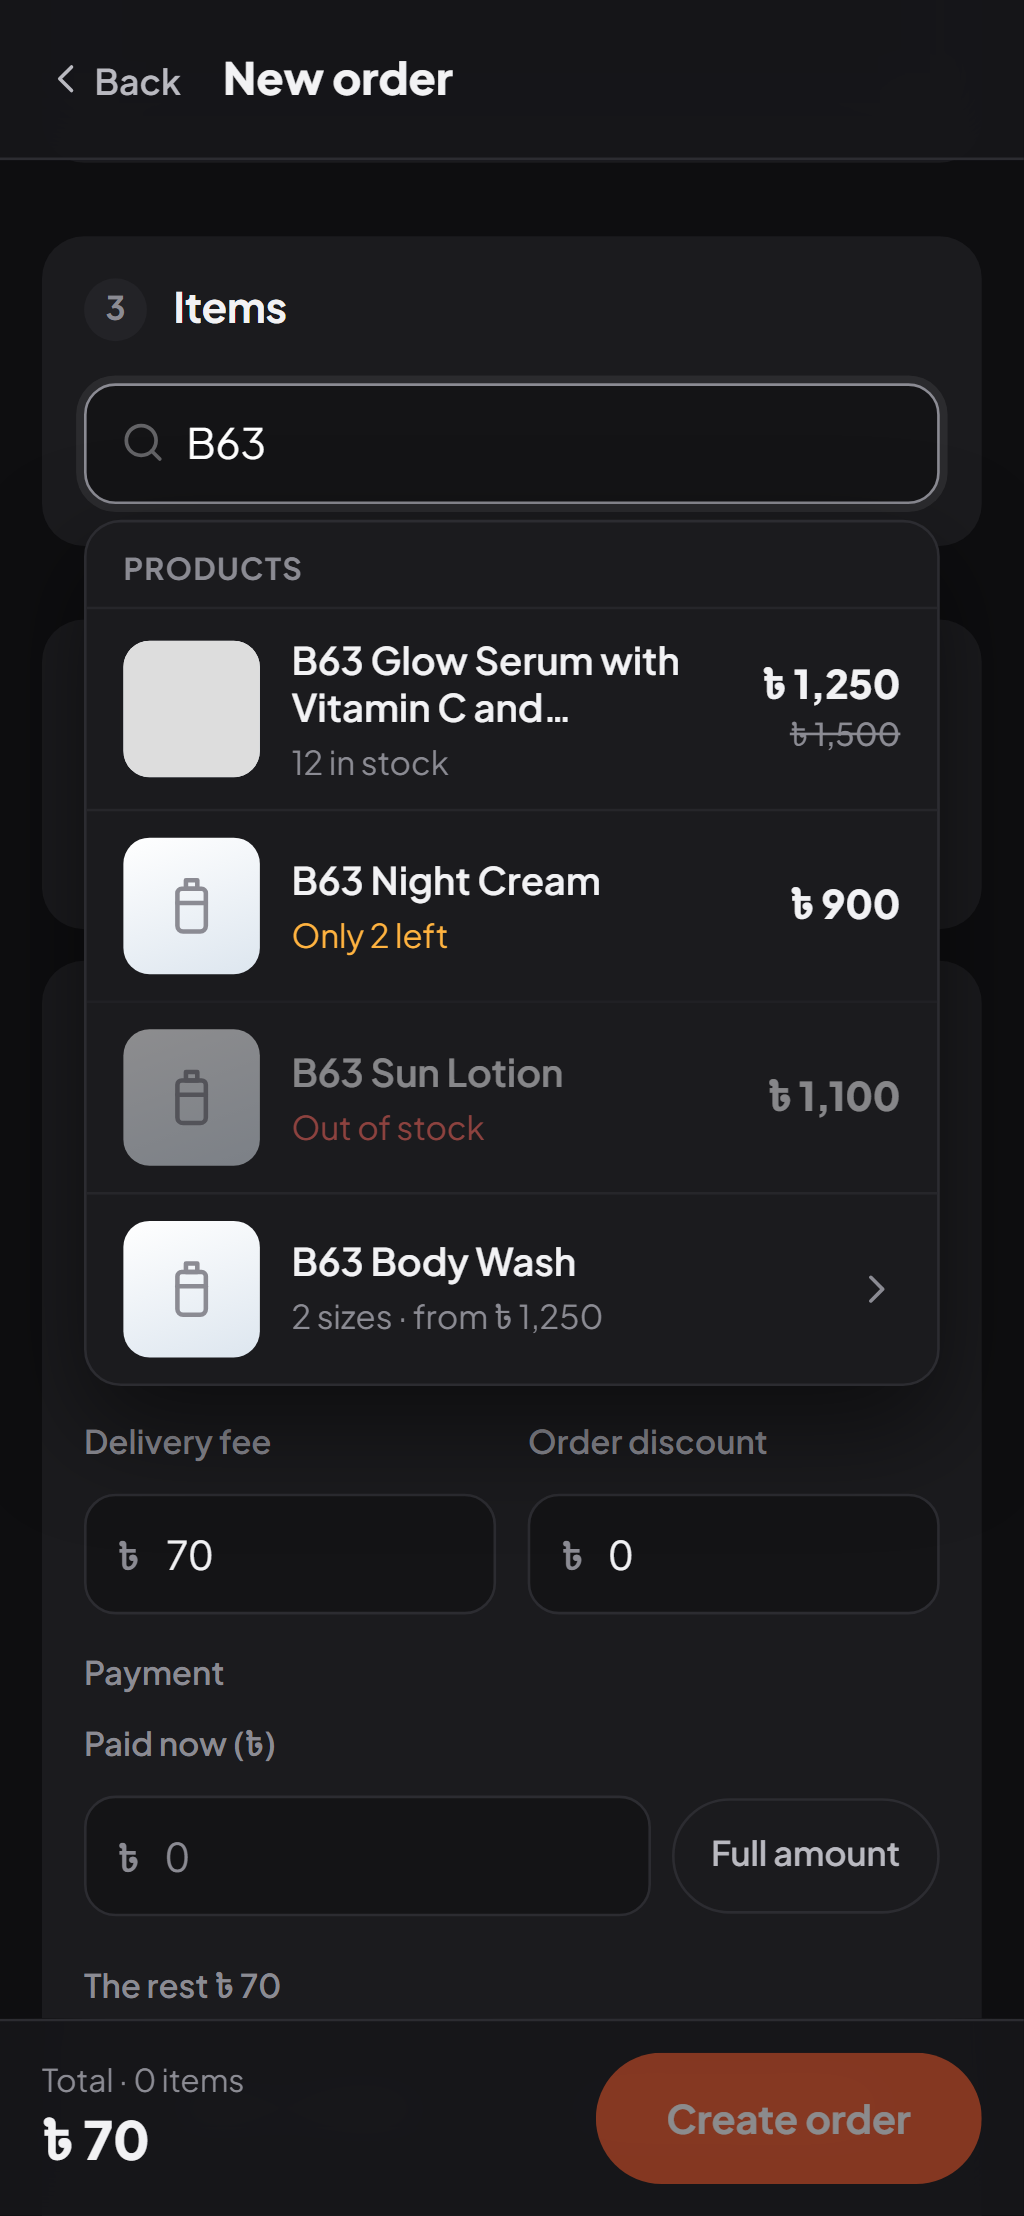 Back New order
3 Items
B63
PRODUCTS
B63 Glow Serum with
Vitamin C and...
12 in stock
৳ 1,250
৳ 1,500
B63 Night Cream
Only 2 left
৳ 900
B63 Sun Lotion
Out of stock
৳ 1,100
B63 Body Wash
2 sizes · from ৳ 1,250
Delivery fee Order discount
৳ 70 ৳ 0
Payment
Paid now (৳)
৳ 0 Full amount
The rest ৳ 70
Total · 0 items
৳ 70
Create order